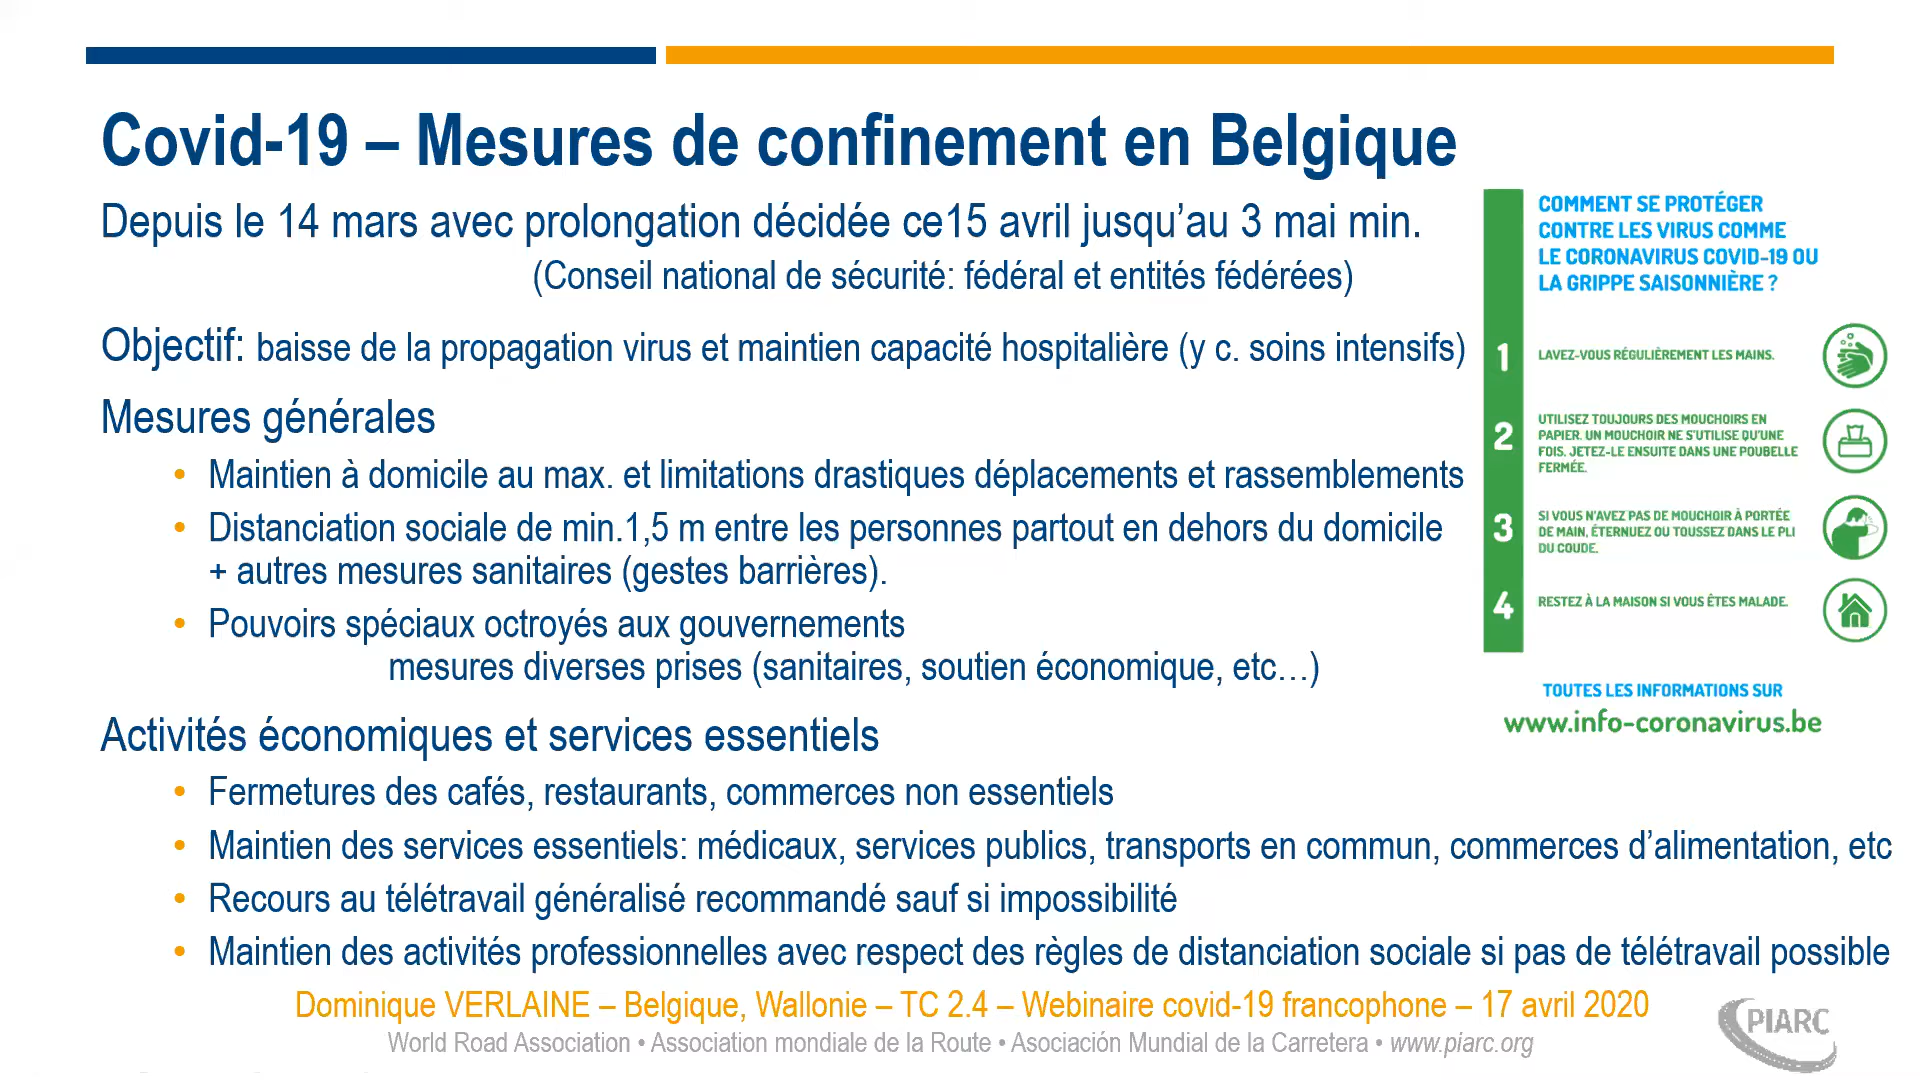 Covid-19 – Mesures de confinement en Belgique
Depuis le 14 mars avec prolongation décidée ce15 avril jusqu’au 3 mai min.
(Conseil national de sécurité: fédéral et entités fédérées)
Objectif: baisse de la propagation virus et maintien capacité hospitalière (y c. soins intensifs)
Mesures générales
• Maintien à domicile au max. et limitations drastiques déplacements et rassemblements
• Distanciation sociale de min.1,5 m entre les personnes partout en dehors du domicile
+ autres mesures sanitaires (gestes barrières).
• Pouvoirs spéciaux octroyés aux gouvernements
mesures diverses prises (sanitaires, soutien économique, etc…)
Activités économiques et services essentiels
• Fermetures des cafés, restaurants, commerces non essentiels
• Maintien des services essentiels: médicaux, services publics, transports en commun, commerces d’alimentation, etc
• Recours au télétravail généralisé recommandé sauf si impossibilité
• Maintien des activités professionnelles avec respect des règles de distanciation sociale si pas de télétravail possible
COMMENT SE PROTÉGER
CONTRE LES VIRUS COMME
LE CORONAVIRUS COVID-19 OU
LA GRIPPE SAISONNIÈRE ?
1 LAVEZ-VOUS RÉGULIÈREMENT LES MAINS.
2 UTILISEZ TOUJOURS DES MOUCHOIRS EN
PAPIER. UN MOUCHOIR NE S'UTILISE QU'UNE
FOIS. JETEZ-LE ENSUITE DANS UNE POUBELLE
FERMÉE.
3 SI VOUS N'AVEZ PAS DE MOUCHOIR À PORTÉE
DE MAIN, ÉTERNUEZ OU TOUSSEZ DANS LE PLI
DU COUDE.
4 RESTEZ À LA MAISON SI VOUS ÊTES MALADE.
TOUTES LES INFORMATIONS SUR
www.info-coronavirus.be
Dominique VERLAINE – Belgique, Wallonie – TC 2.4 – Webinaire covid-19 francophone – 17 avril 2020
World Road Association • Association mondiale de la Route • Asociación Mundial de la Carretera • www.piarc.org
PIARC